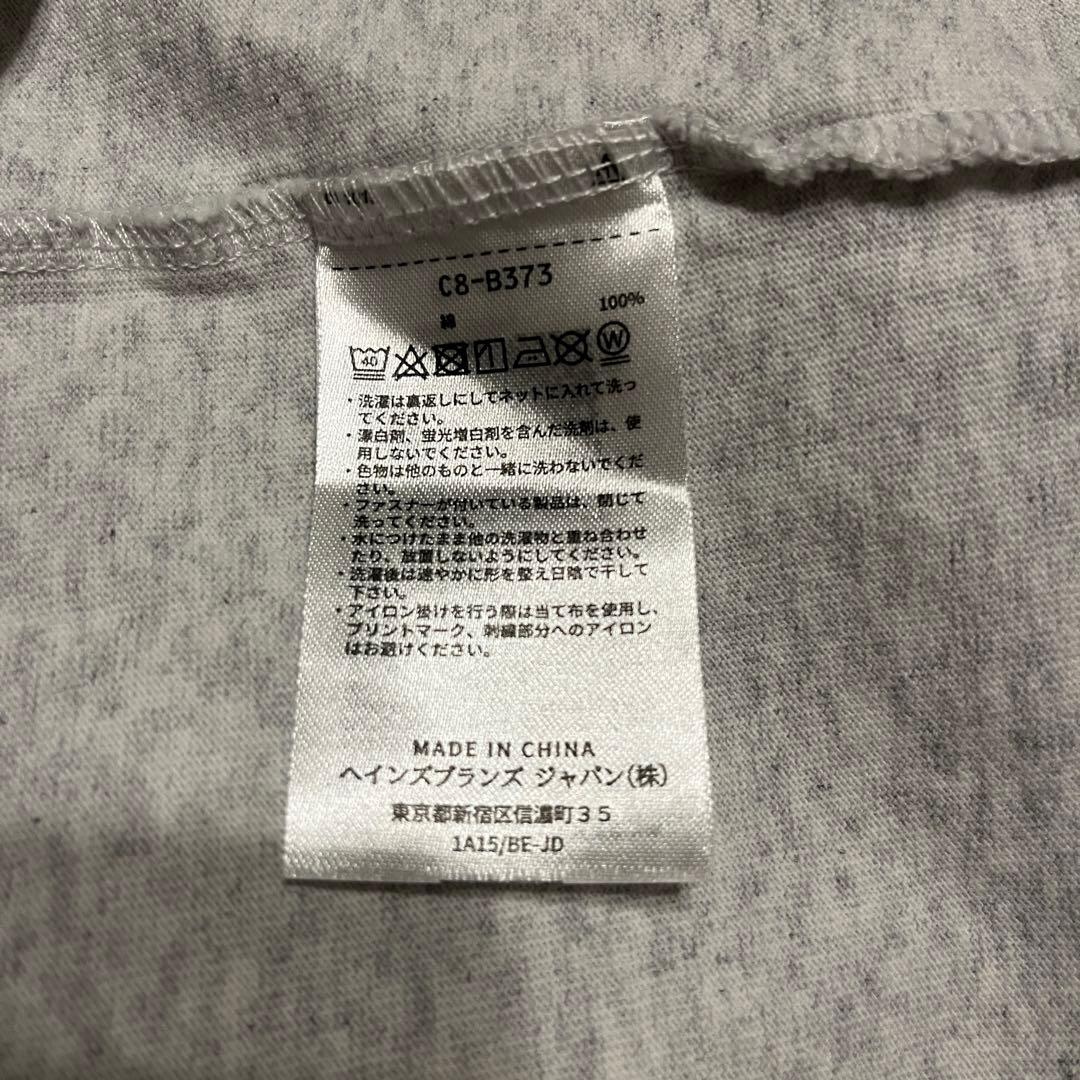 C8-B373
綿 100%
40 W
・洗濯は裏返しにしてネットに入れて洗っ
てください。
・漂白剤、蛍光増白剤を含んだ洗剤は、使
用しないでください。
・色物は他のものと一緒に洗わないでくだ
さい。
・ファスナーが付いている製品は、閉じて
洗ってください。
・水につけたまま他の洗濯物と重ね合わせ
たり、放置しないようにしてください。
・洗濯後は速やかに形を整え日陰で干して
下さい。
・アイロン掛けを行う際は当て布を使用し、
プリントマーク、刺繍部分へのアイロン
はお避けください。
MADE IN CHINA
ヘインズブランズ ジャパン(株)
東京都新宿区信濃町35
1A15/BE-JD